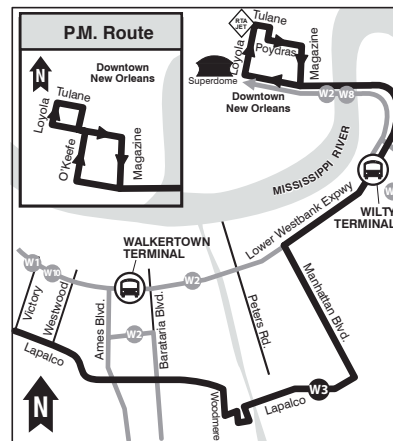 P.M. Route
Downtown
New Orleans
N
Tulane
Loyola
O'Keefe
Magazine
RTA
JET
Tulane
Loyola
Poydras
Magazine
Superdome
Downtown
New Orleans
W2
W8
MISSISSIPPI RIVER
WILTY
TERMINAL
Lower Westbank Expwy
WALKERTOWN
TERMINAL
W1
W10
W2
Victory
Westwood
Ames Blvd.
W2
Barataria Blvd.
Peters Rd.
Manhattan Blvd.
Lapalco
Woodmere
Lapalco
W3
N